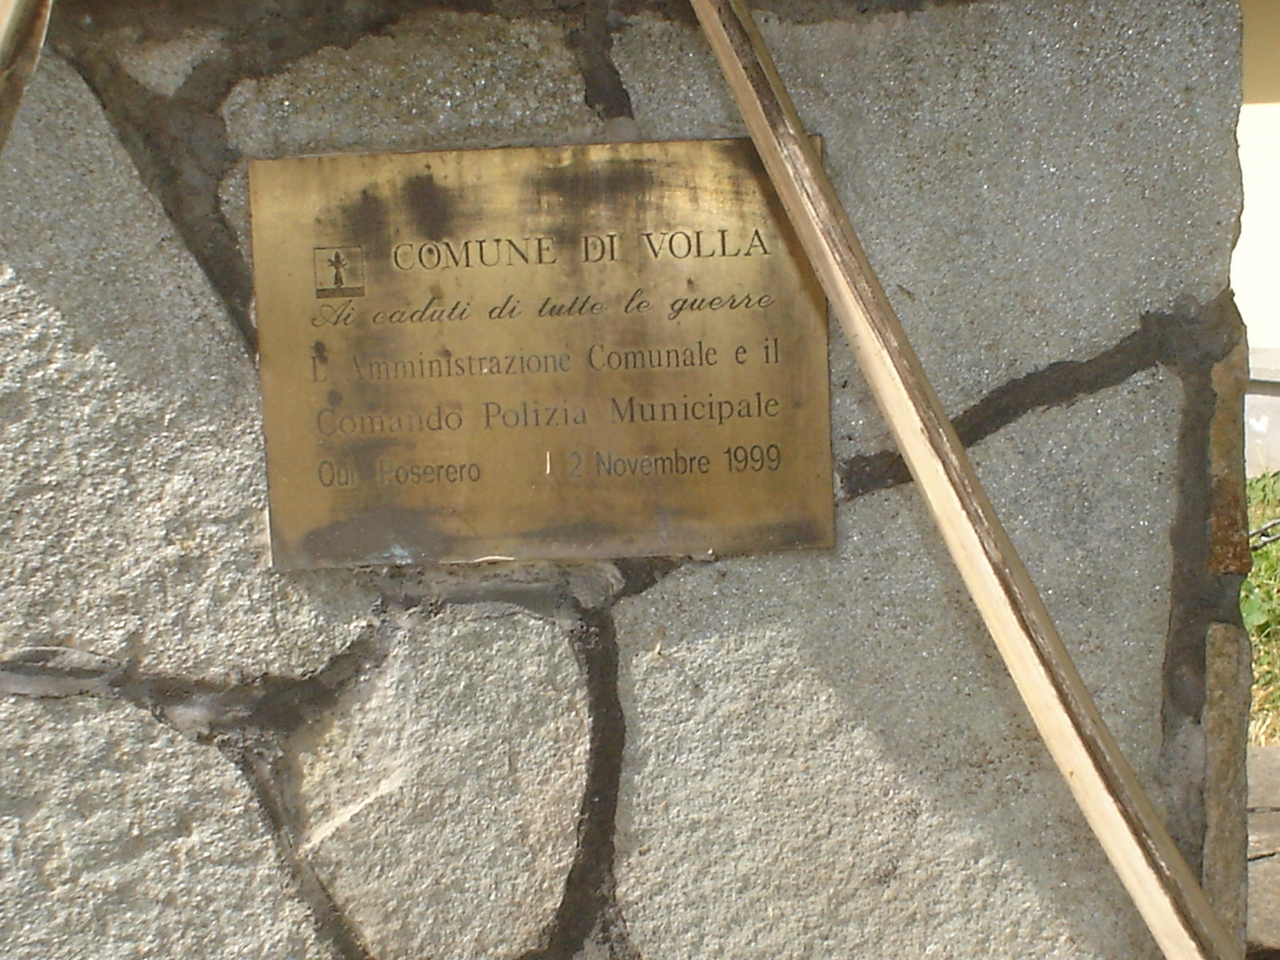 COMUNE DI VOLLA
Ai caduti di tutte le guerre
L'Amministrazione Comunale e il
Comando Polizia Municipale
Qui Poserero 2 Novembre 1999